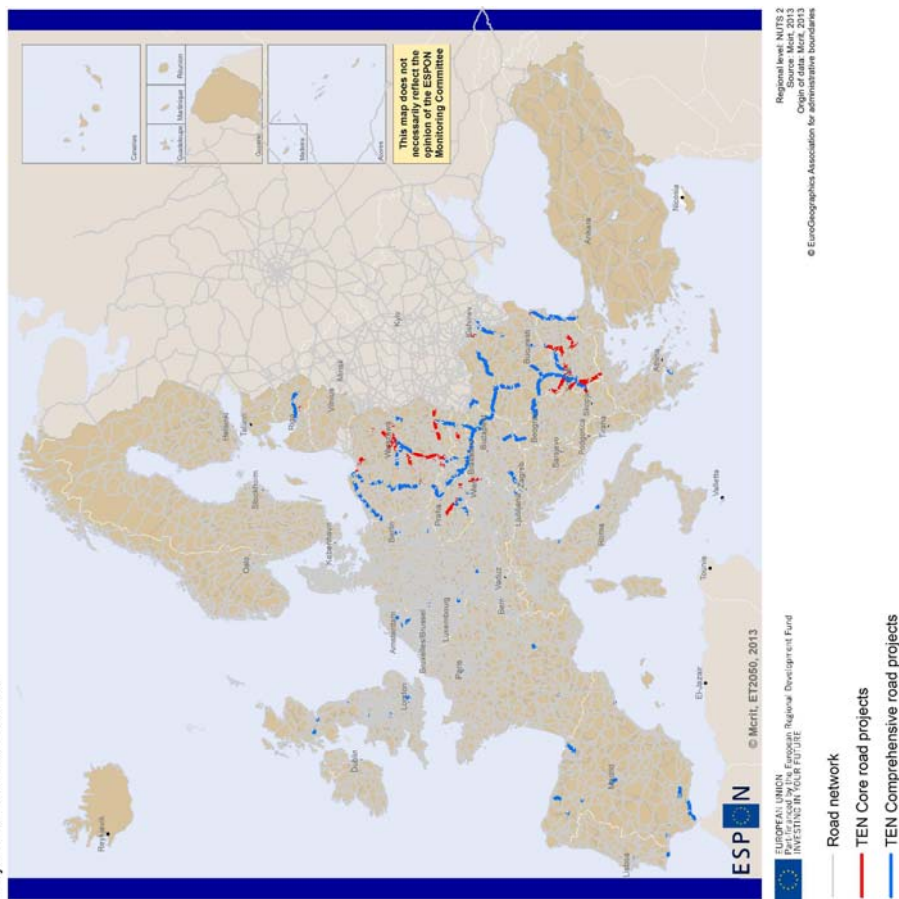 Canarias
Guadeloupe
Martinique
Réunion
Guyane
Madeira
Açores
This map does not
necessarily reflect the
opinion of the ESPON
Monitoring Committee
Reykjavik
Oslo
Stockholm
Helsinki
Tallinn
Riga
Vilnius
Minsk
København
Dublin
London
Amsterdam
Berlin
Warszawa
Kyiv
Bruxelles/Brussel
Luxembourg
Praha
Paris
Wien
Bratislava
Budapest
Kishinev
Bern
Vaduz
Ljubljana
Zagreb
Beograd
Bucuresti
Sarajevo
Podgorica
Skopje
Tirana
Roma
Madrid
Lisboa
Ankara
Valletta
Nicosia
El-Jazair
© Mcrit, ET2050, 2013
ESPON
EUROPEAN UNION
Part-financed by the European Regional Development Fund
INVESTING IN YOUR FUTURE
Regional level: NUTS 2
Source: Mcrit, 2013
Origin of data: Mcrit, 2013
© EuroGeographics Association for administrative boundaries
Road network
TEN Core road projects
TEN Comprehensive road projects